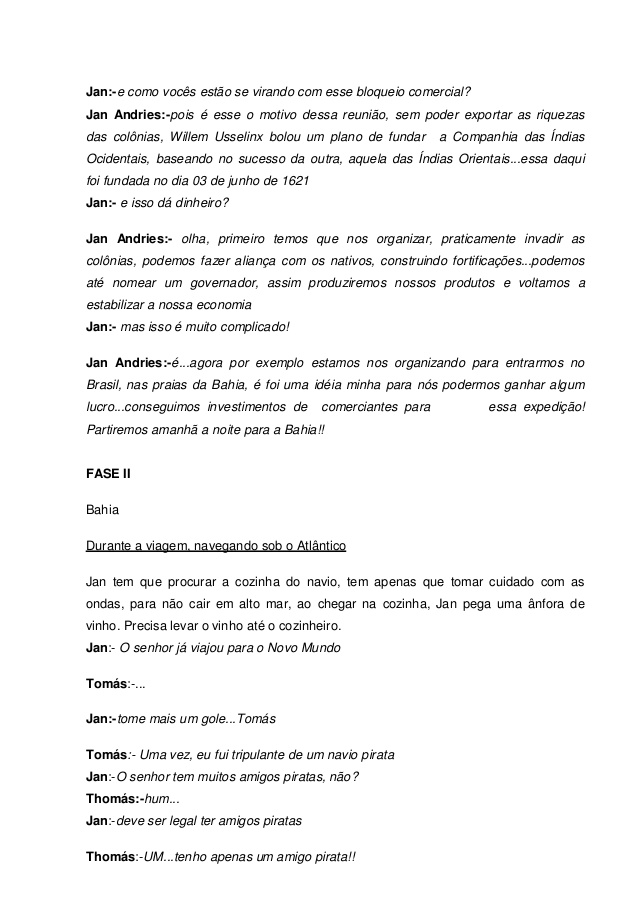 Jan:-e como vocês estão se virando com esse bloqueio comercial?
Jan Andries:-pois é esse o motivo dessa reunião, sem poder exportar as riquezas
das colônias, Willem Usselinx bolou um plano de fundar a Companhia das Índias
Ocidentais, baseando no sucesso da outra, aquela das Índias Orientais...essa daqui
foi fundada no dia 03 de junho de 1621
Jan:- e isso dá dinheiro?
Jan Andries:- olha, primeiro temos que nos organizar, praticamente invadir as
colônias, podemos fazer aliança com os nativos, construindo fortificações...podemos
até nomear um governador, assim produziremos nossos produtos e voltamos a
estabilizar a nossa economia
Jan:- mas isso é muito complicado!
Jan Andries:-é...agora por exemplo estamos nos organizando para entrarmos no
Brasil, nas praias da Bahia, é foi uma idéia minha para nós podermos ganhar algum
lucro...conseguimos investimentos de comerciantes para essa expedição!
Partiremos amanhã a noite para a Bahia!!
FASE II
Bahia
Durante a viagem, navegando sob o Atlântico
Jan tem que procurar a cozinha do navio, tem apenas que tomar cuidado com as
ondas, para não cair em alto mar, ao chegar na cozinha, Jan pega uma ânfora de
vinho. Precisa levar o vinho até o cozinheiro.
Jan:- O senhor já viajou para o Novo Mundo
Tomás:-...
Jan:-tome mais um gole...Tomás
Tomás:- Uma vez, eu fui tripulante de um navio pirata
Jan:-O senhor tem muitos amigos piratas, não?
Thomás:-hum...
Jan:-deve ser legal ter amigos piratas
Thomás:-UM...tenho apenas um amigo pirata!!